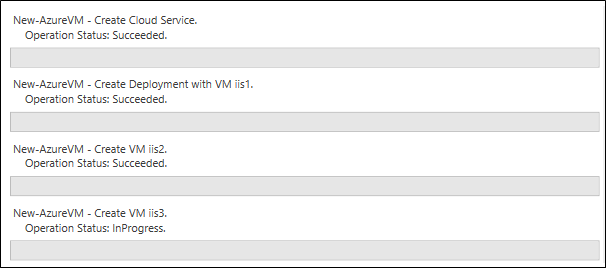 New-AzureVM - Create Cloud Service.
Operation Status: Succeeded.
New-AzureVM - Create Deployment with VM iis1.
Operation Status: Succeeded.
New-AzureVM - Create VM iis2.
Operation Status: Succeeded.
New-AzureVM - Create VM iis3.
Operation Status: InProgress.